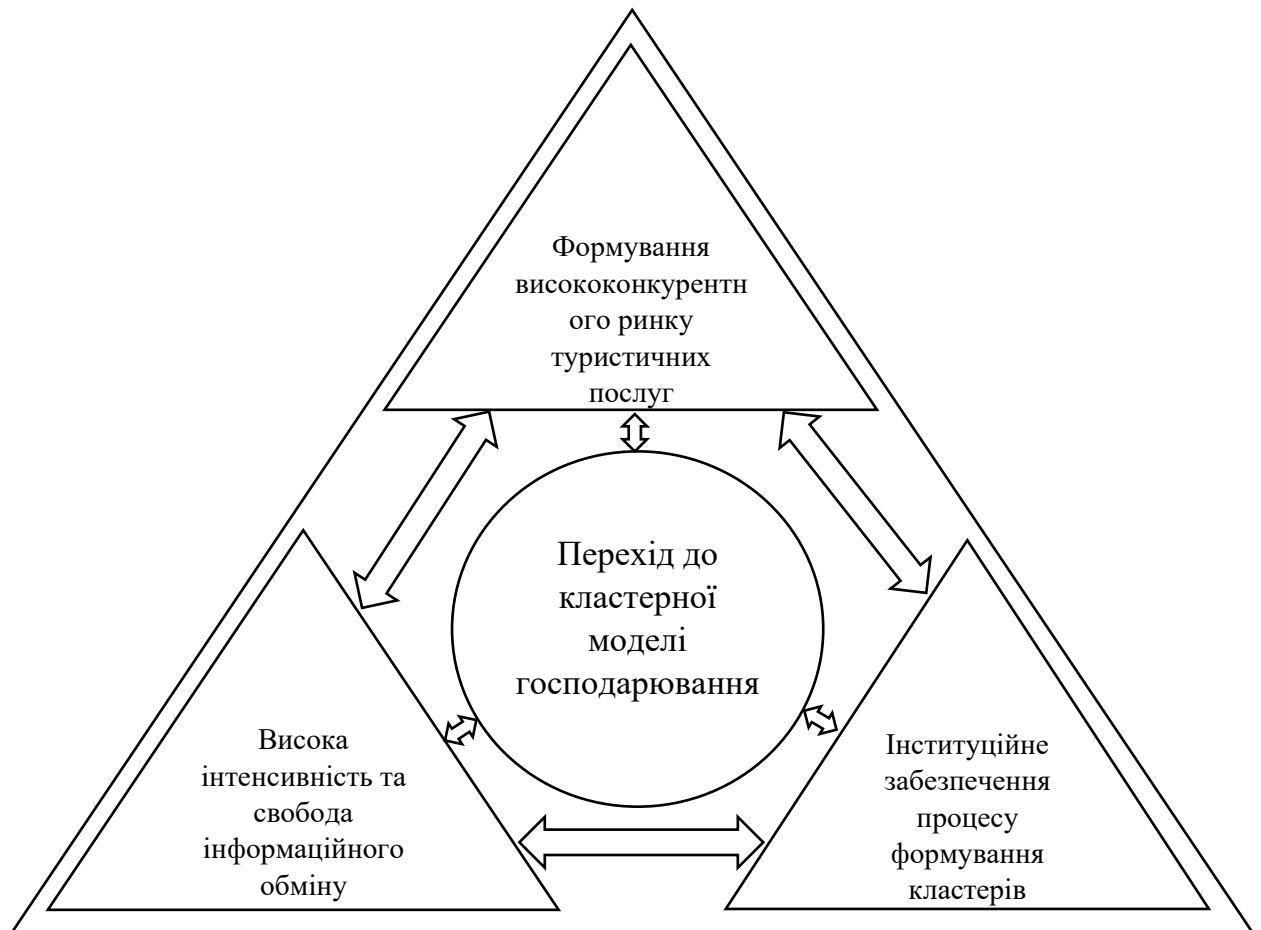 Формування
висококонкурентн
ого ринку
туристичних
послуг
Перехід до
кластерної
моделі
господарювання
Висока
інтенсивність та
свобода
інформаційного
обміну
Інституційне
забезпечення
процесу
формування
кластерів